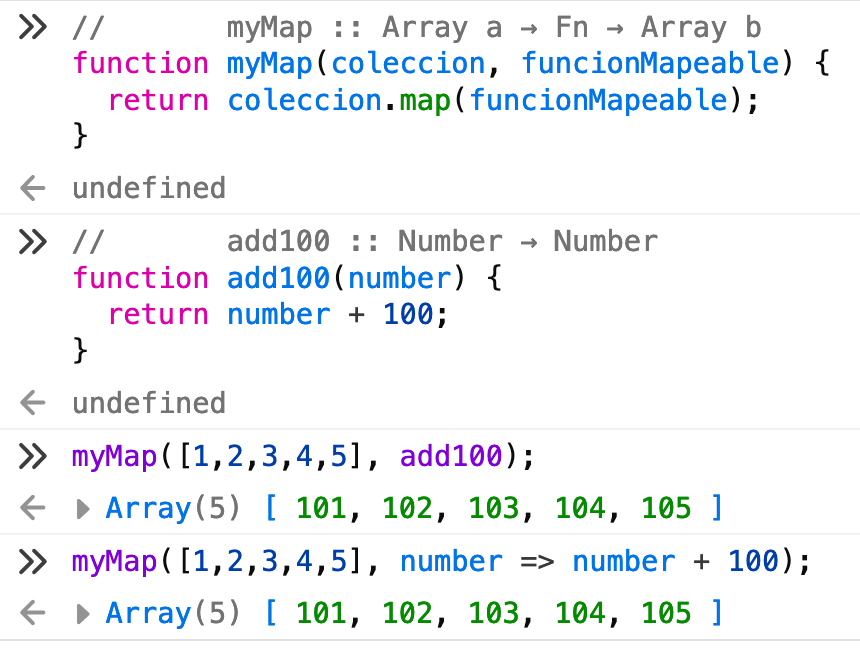 ≫ //       myMap :: Array a → Fn → Array b
function myMap(coleccion, funcionMapeable) {
  return coleccion.map(funcionMapeable);
}
← undefined
≫ //       add100 :: Number → Number
function add100(number) {
  return number + 100;
}
← undefined
≫ myMap([1,2,3,4,5], add100);
← ▶ Array(5) [ 101, 102, 103, 104, 105 ]
≫ myMap([1,2,3,4,5], number => number + 100);
← ▶ Array(5) [ 101, 102, 103, 104, 105 ]